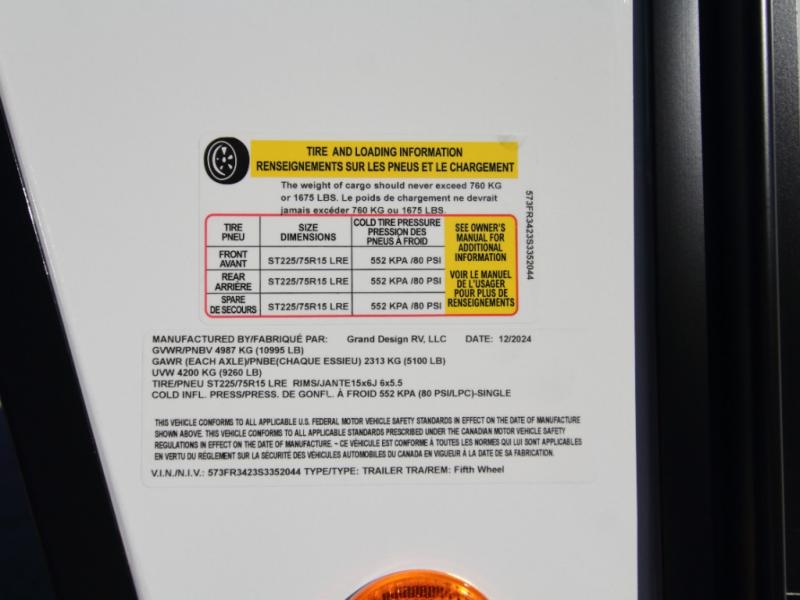 TIRE AND LOADING INFORMATION
RENSEIGNEMENTS SUR LES PNEUS ET LE CHARGEMENT
The weight of cargo should never exceed 760 KG
or 1675 LBS. Le poids de chargement ne devrait
jamais excéder 760 KG ou 1675 LBS.
TIRE
PNEU
SIZE
DIMENSIONS
COLD TIRE PRESSURE
PRESSION DES
PNEUS À FROID
SEE OWNER'S
MANUAL FOR
ADDITIONAL
INFORMATION
VOIR LE MANUEL
DE L'USAGER
POUR PLUS DE
RENSEIGNEMENTS
FRONT
AVANT
ST225/75R15 LRE
552 KPA /80 PSI
REAR
ARRIÈRE
ST225/75R15 LRE
552 KPA /80 PSI
SPARE
DE SECOURS
ST225/75R15 LRE
552 KPA /80 PSI
573FR3423S3352044
MANUFACTURED BY/FABRIQUÉ PAR: Grand Design RV, LLC DATE: 12/2024
GVWR/PNBV 4987 KG (10995 LB)
GAWR (EACH AXLE)/PNBE(CHAQUE ESSIEU) 2313 KG (5100 LB)
UVW 4200 KG (9260 LB)
TIRE/PNEU ST225/75R15 LRE RIMS/JANTE15x6J 6x5.5
COLD INFL. PRESS/PRESS. DE GONFL. À FROID 552 KPA (80 PSI/LPC)-SINGLE
THIS VEHICLE CONFORMS TO ALL APPLICABLE U.S. FEDERAL MOTOR VEHICLE SAFETY STANDARDS IN EFFECT ON THE DATE OF MANUFACTURE
SHOWN ABOVE. THIS VEHICLE CONFORMS TO ALL APPLICABLE STANDARDS PRESCRIBED UNDER THE CANADIAN MOTOR VEHICLE SAFETY
REGULATIONS IN EFFECT ON THE DATE OF MANUFACTURE. – CE VÉHICULE EST CONFORME À TOUTES LES NORMES QUI LUI SONT APPLICABLES
EN VERTU DU RÈGLEMENT SUR LA SÉCURITÉ DES VÉHICULES AUTOMOBILES DU CANADA EN VIGUEUR À LA DATE DE SA FABRICATION.
V.I.N./N.I.V.: 573FR3423S3352044 TYPE/TYPE: TRAILER TRA/REM: Fifth Wheel